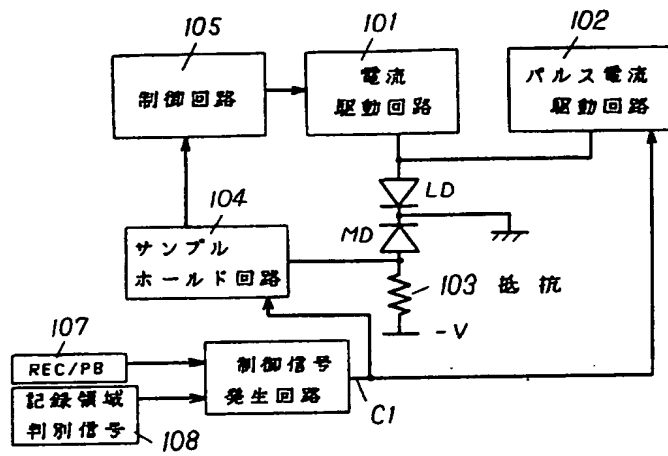 105
101
102
制御回路
電流
駆動回路
パルス電流
駆動回路
LD
MD
104
サンプル
ホールド回路
103 抵抗
-V
107
REC/PB
記録領域
判別信号
108
制御信号
発生回路
C1